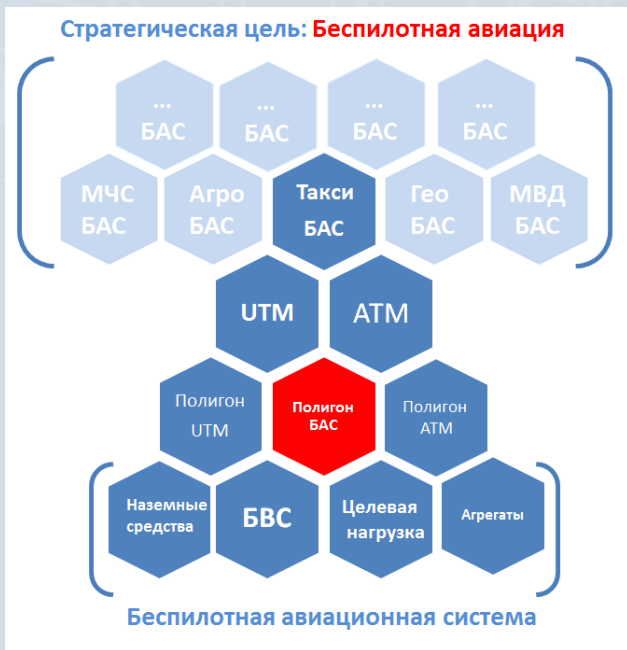 Стратегическая цель: Беспилотная авиация
...
БАС
...
БАС
...
БАС
...
БАС
МЧС
БАС
Агро
БАС
Такси
БАС
Гео
БАС
МВД
БАС
UTM
ATM
Полигон
UTM
Полигон
БАС
Полигон
ATM
Наземные
средства
БВС
Целевая
нагрузка
Агрегаты
Беспилотная авиационная система